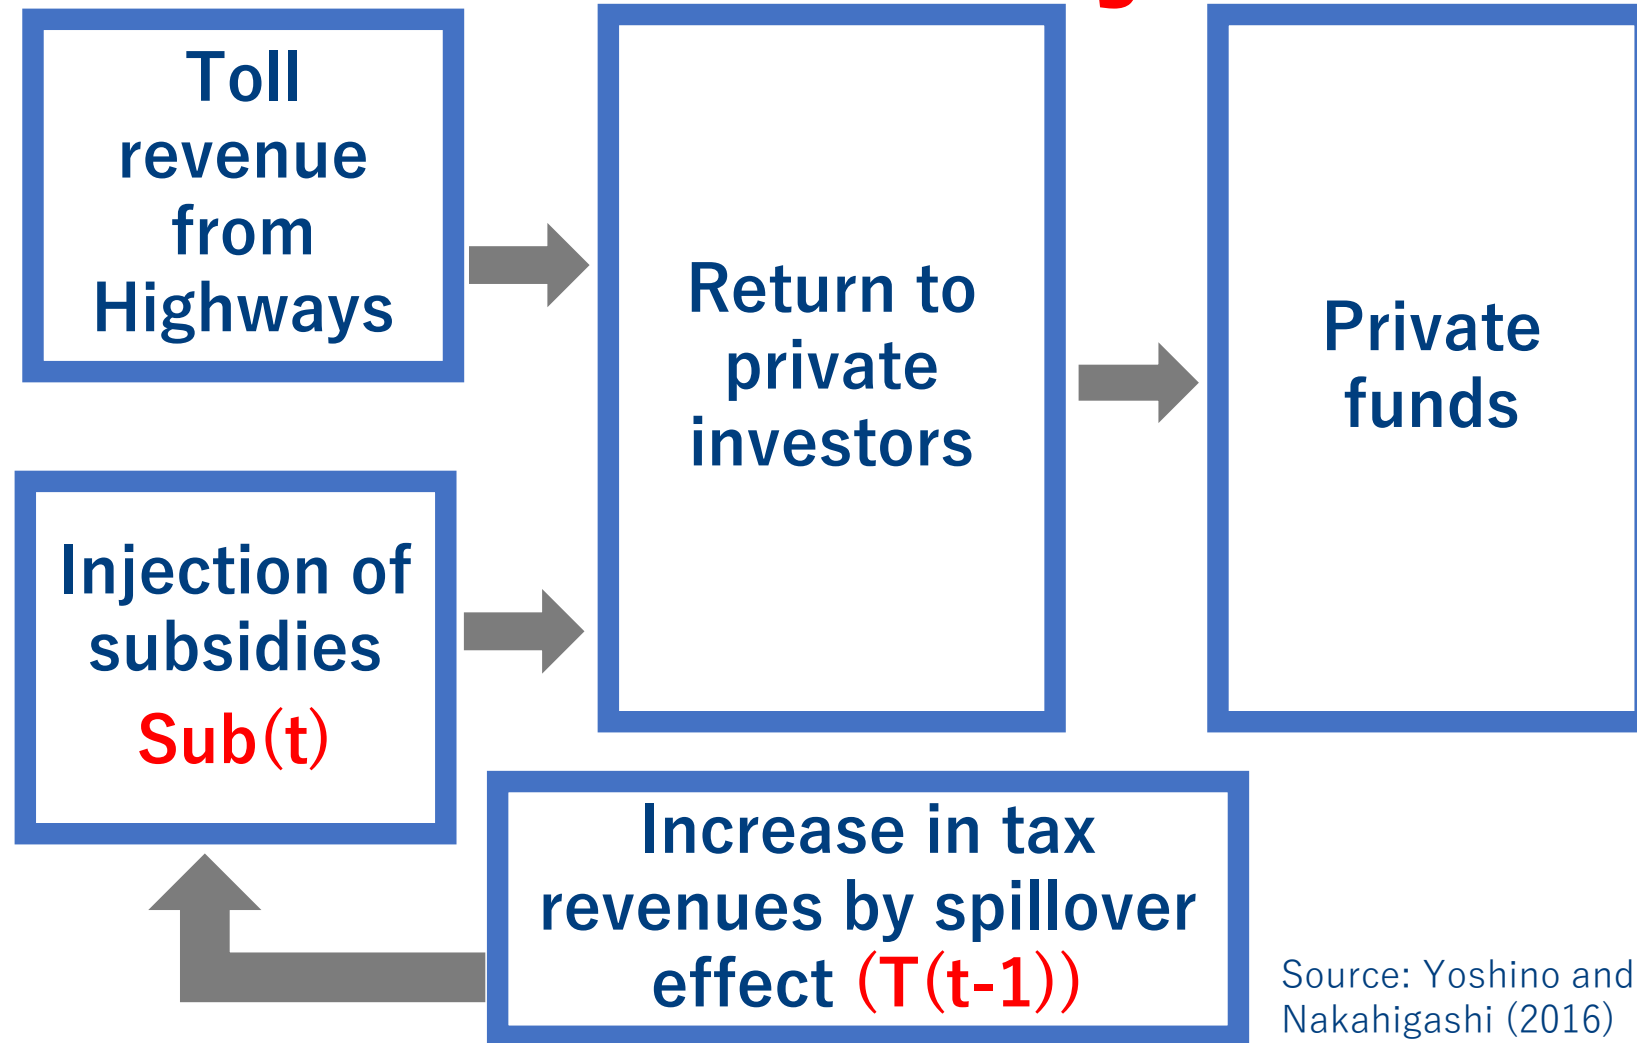 Toll
revenue
from
Highways
Return to
private
investors
Private
funds
Injection of
subsidies
Sub(t)
Increase in tax
revenues by spillover
effect (T(t-1))
Source: Yoshino and
Nakahigashi (2016)